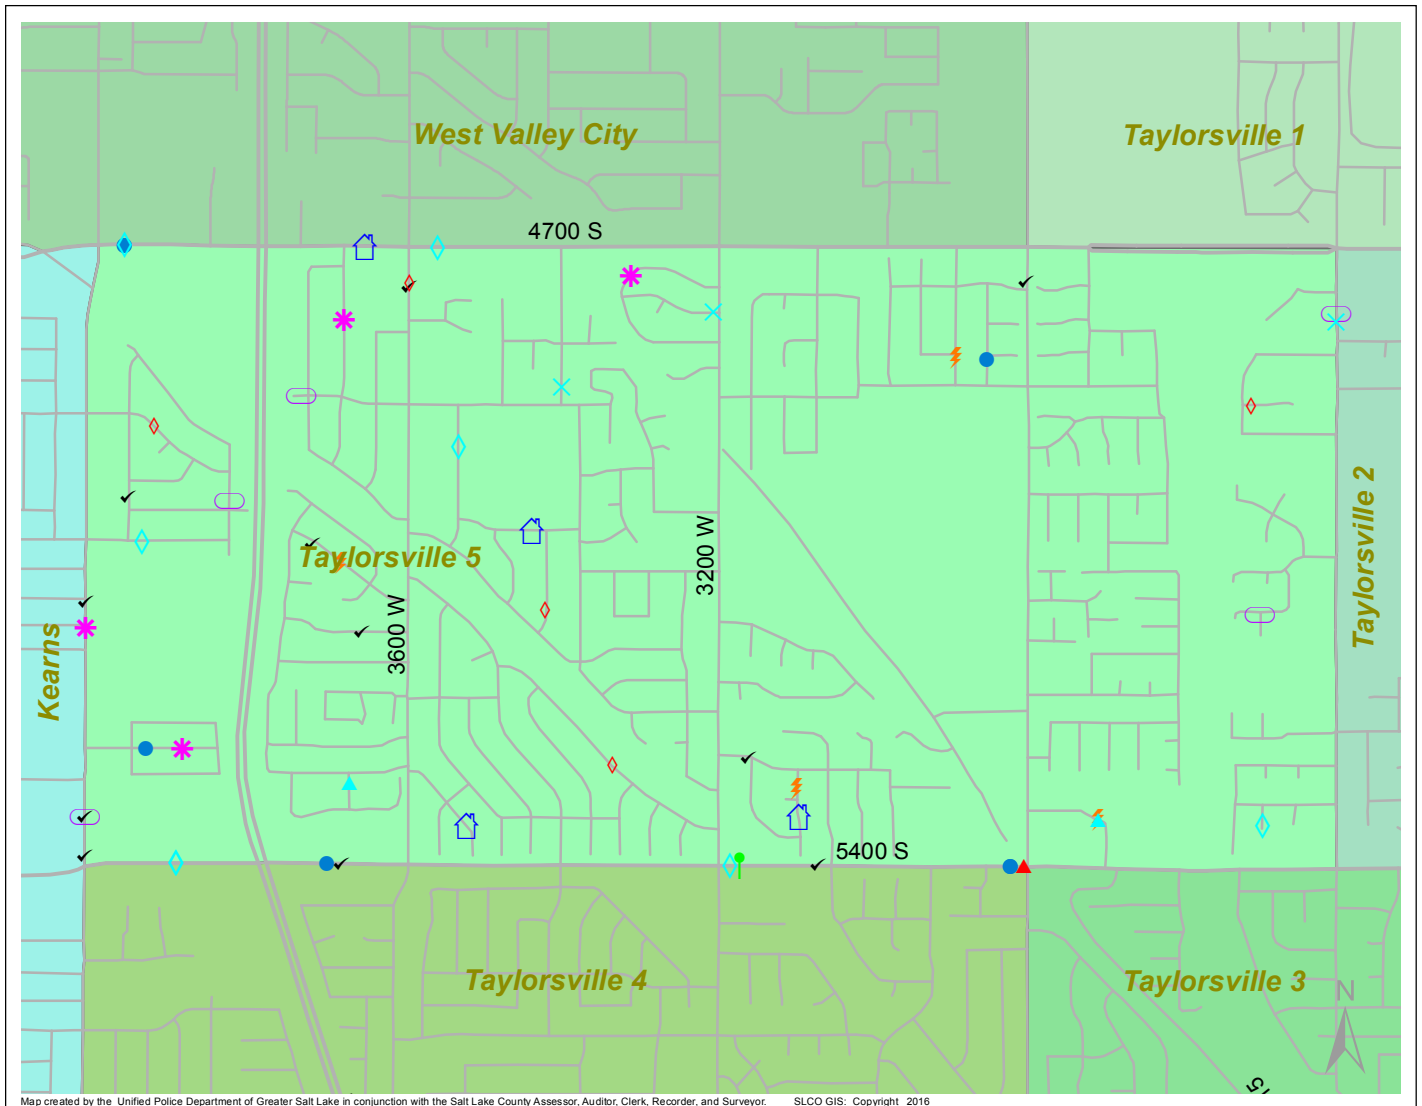 West Valley City
Taylorsville 1
4700 S
Taylorsville 5
3200 W
3600 W
Taylorsville 2
Kearns
5400 S
Taylorsville 4
Taylorsville 3
N
15
Map created by the Unified Police Department of Greater Salt Lake in conjunction with the Salt Lake County Assessor, Auditor, Clerk, Recorder, and Surveyor. SLCO GIS: Copyright 2016